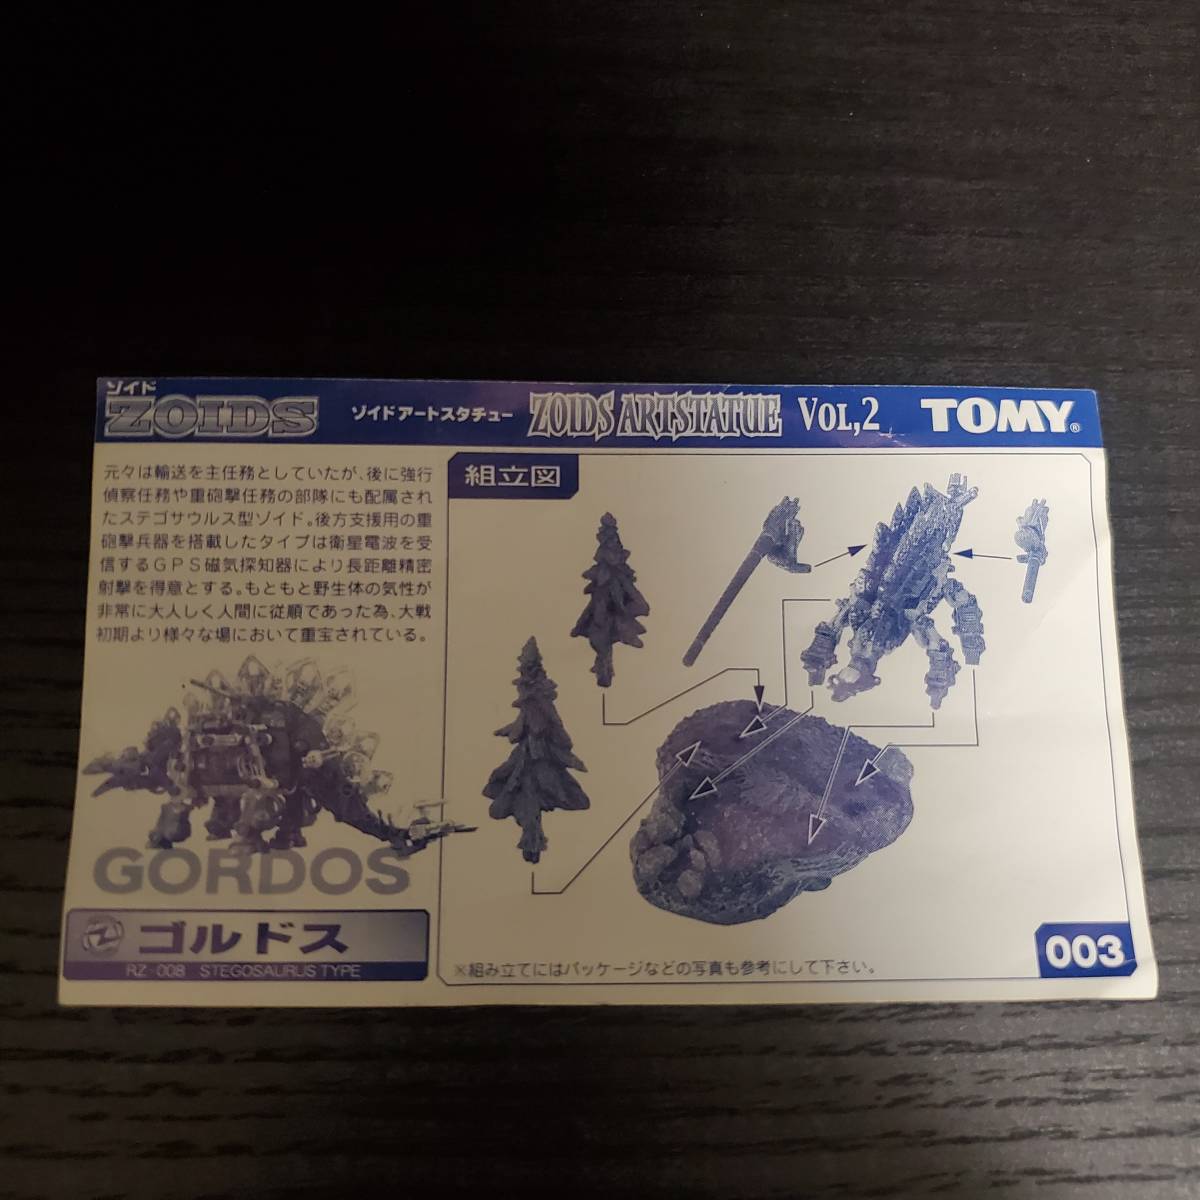 ゾイド
ZOIDS
ゾイドアートスタチュー ZOIDS ARTSTATUE VOL,2 TOMY®
元々は輸送を主任務としていたが、後に強行
偵察任務や重砲撃任務の部隊にも配属され
たステゴサウルス型ゾイド。後方支援用の重
砲撃兵器を搭載したタイプは衛星電波を受
信するGPS磁気探知器により長距離精密
射撃を得意とする。もともと野生体の気性が
非常に大人しく人間に従順であった為、大戦
初期より様々な場において重宝されている。
GORDOS
ゴルドス
RZ-008 STEGOSAURUS TYPE
組立図
※組み立てにはパッケージなどの写真も参考にして下さい。
003